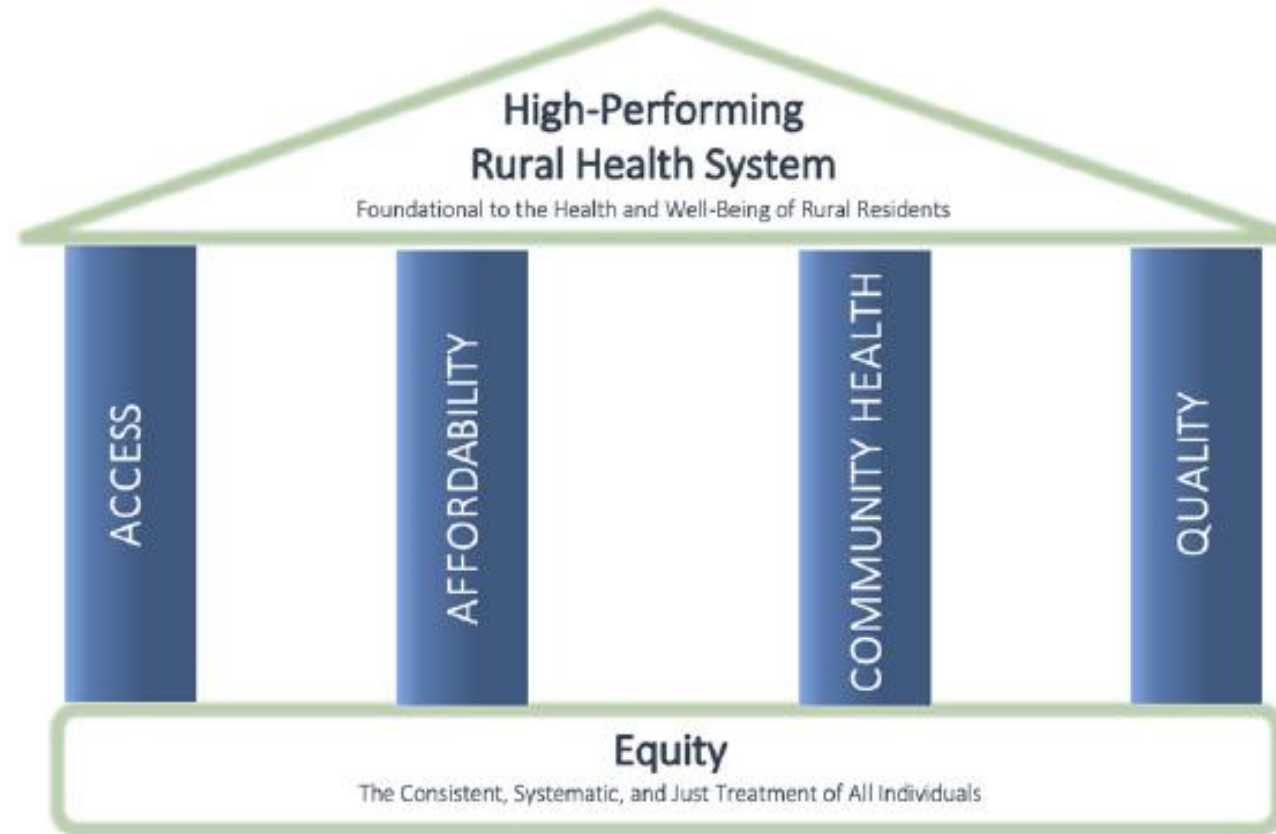 High-Performing
Rural Health System
Foundational to the Health and Well-Being of Rural Residents
ACCESS
AFFORDABILITY
COMMUNITY HEALTH
QUALITY
Equity
The Consistent, Systematic, and Just Treatment of All Individuals